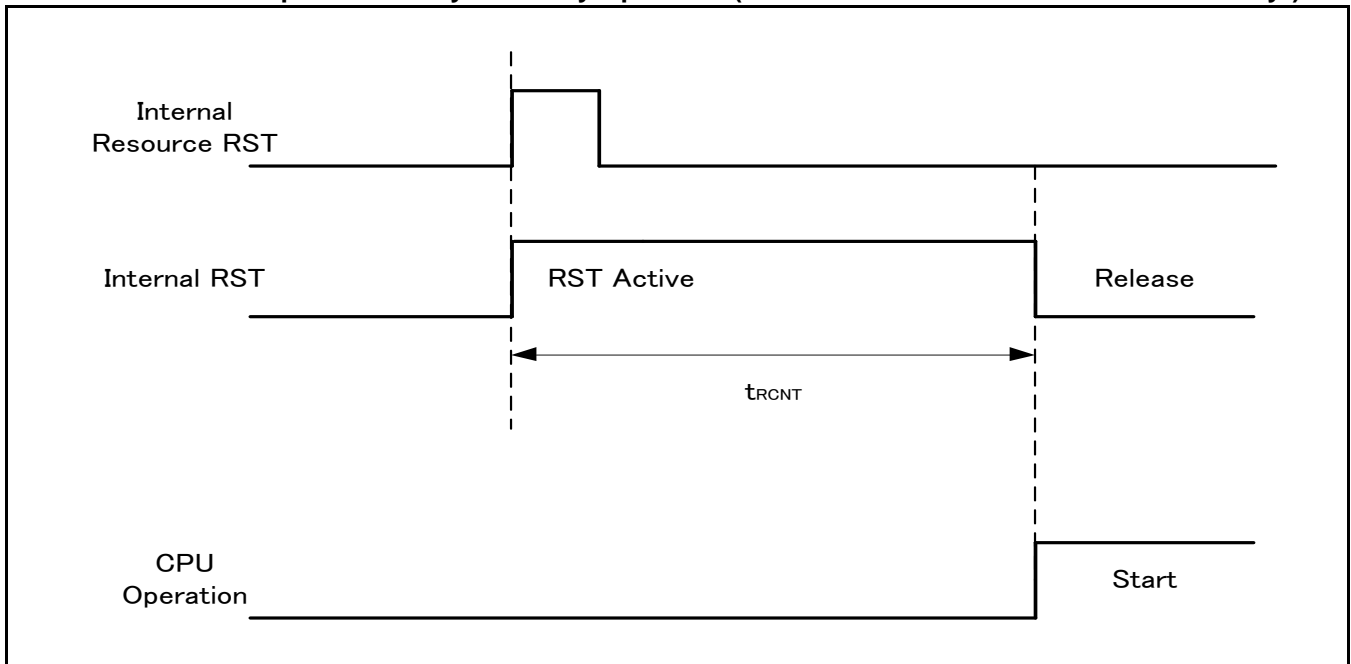 Internal
Resource RST
Internal RST
RST Active
Release
tRCNT
CPU
Operation
Start